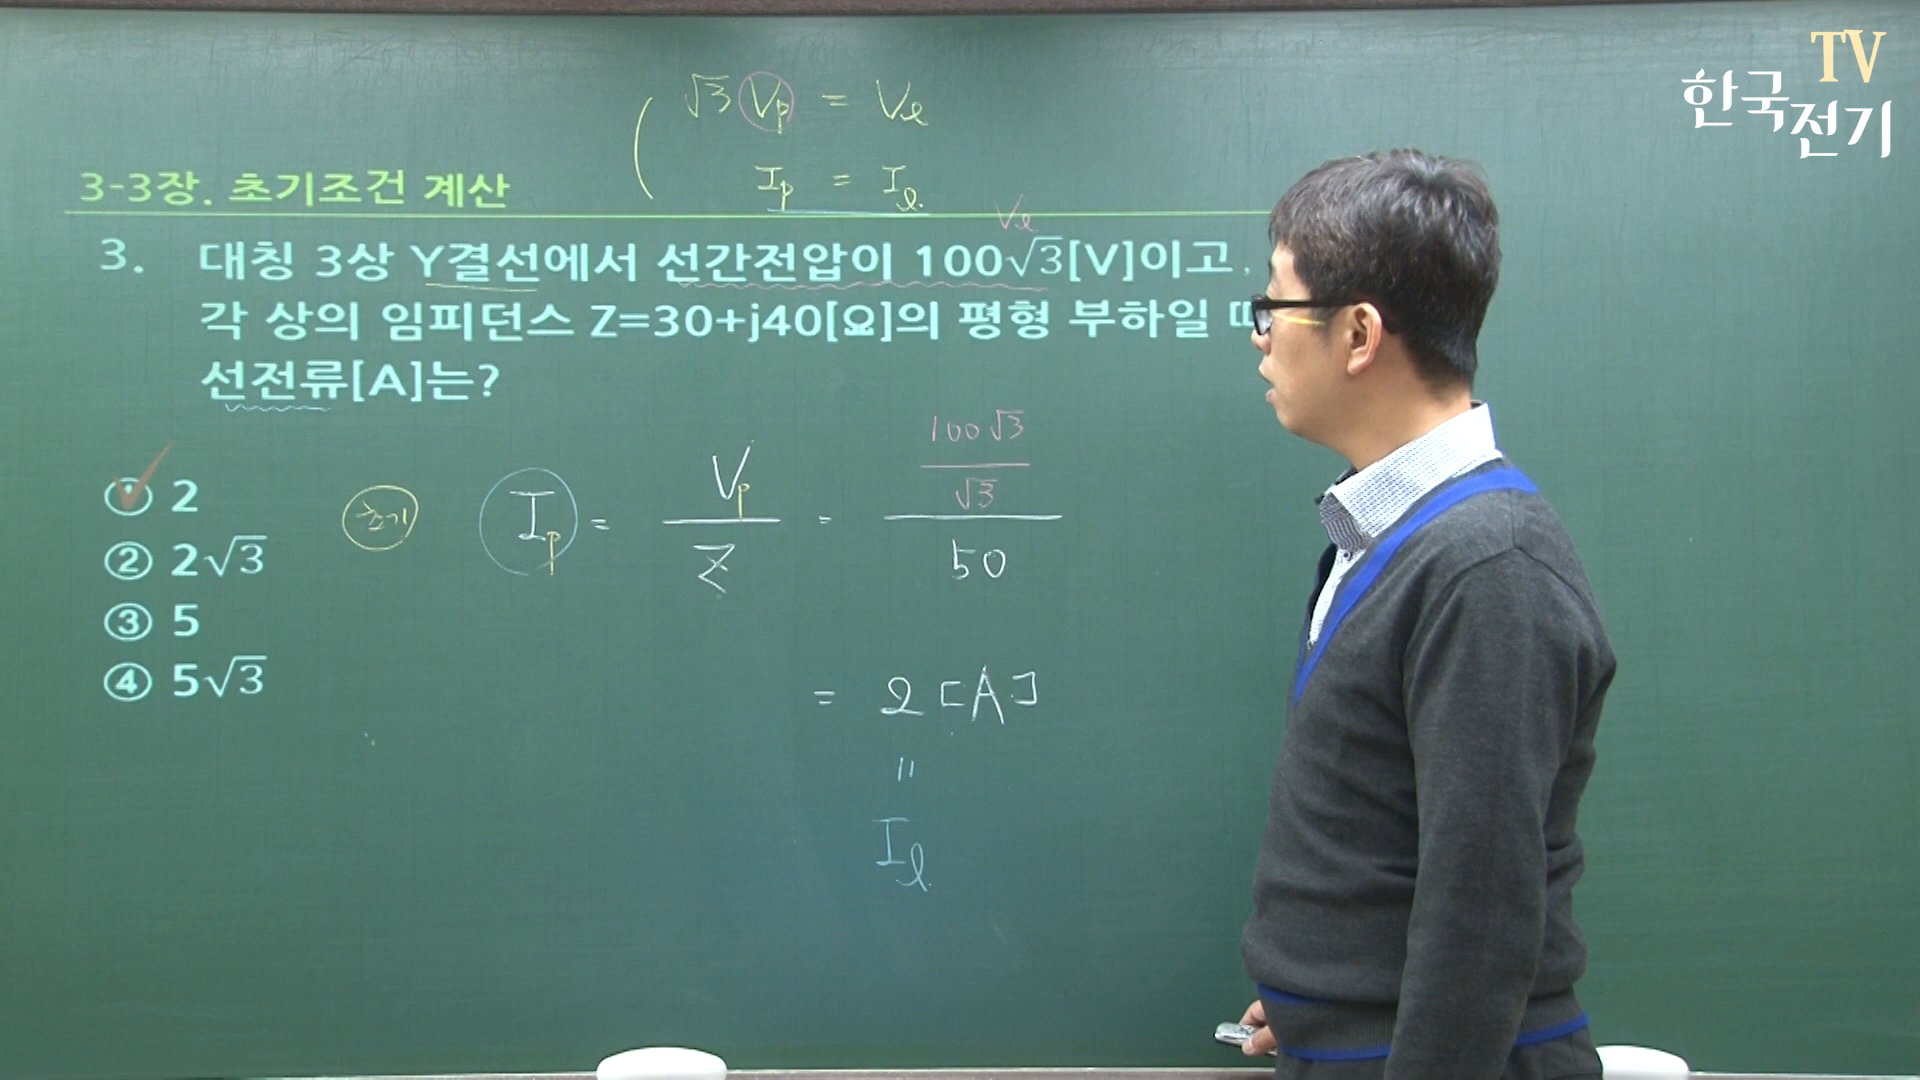 TV
한국전기
√3 Vp = Vℓ
Ip = Iℓ
3-3장. 초기조건 계산
Vℓ
3. 대칭 3상 Y결선에서 선간전압이 100√3[V]이고,
각 상의 임피던스 Z=30+j40[Ω]의 평형 부하일
선전류[A]는?
① 2
② 2√3
③ 5
④ 5√3
초기
Ip = Vp / Z = (100√3 / √3) / 50
= 2 [A]
=
Iℓ